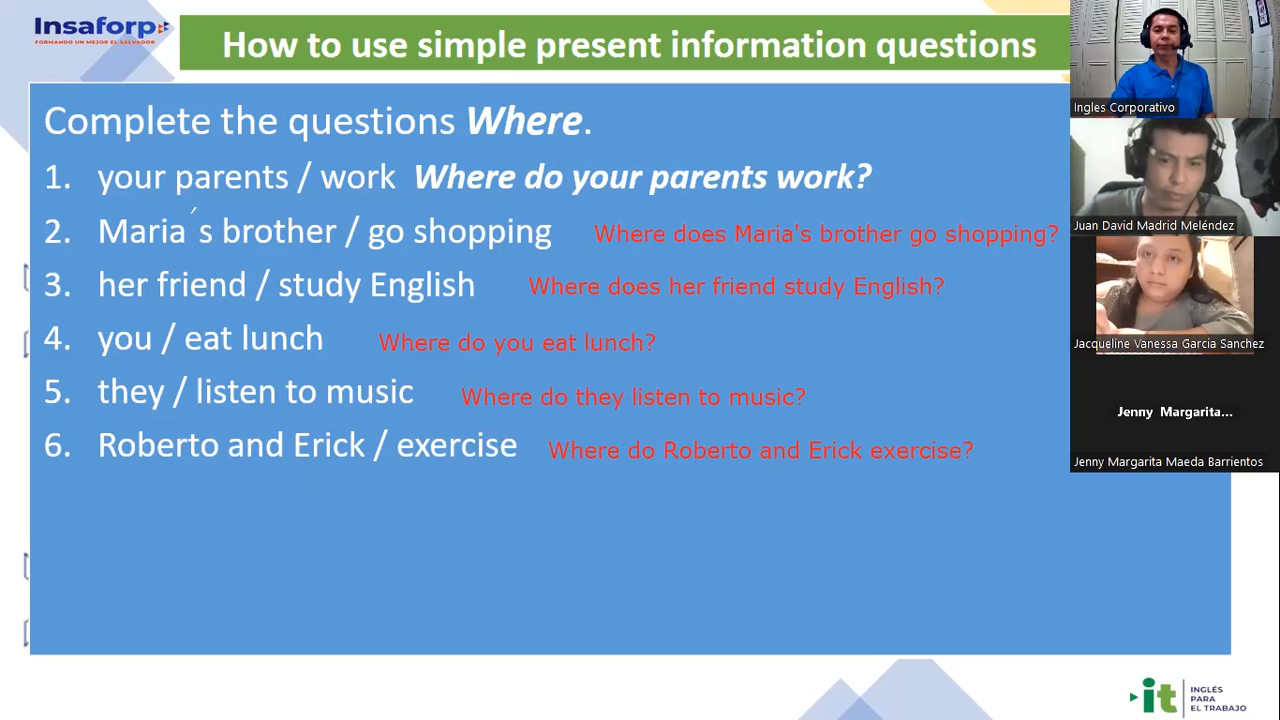 Insaforp
FORMANDO UN MEJOR EL SALVADOR
How to use simple present information questions
Complete the questions Where.
1. your parents / work Where do your parents work?
2. Maria´s brother / go shopping Where does Maria's brother go shopping?
3. her friend / study English Where does her friend study English?
4. you / eat lunch Where do you eat lunch?
5. they / listen to music Where do they listen to music?
6. Roberto and Erick / exercise Where do Roberto and Erick exercise?
Ingles Corporativo
Juan David Madrid Meléndez
Jacqueline Vanessa Garcia Sanchez
Jenny Margarita...
Jenny Margarita Maeda Barrientos
it INGLÉS
PARA
EL TRABAJO